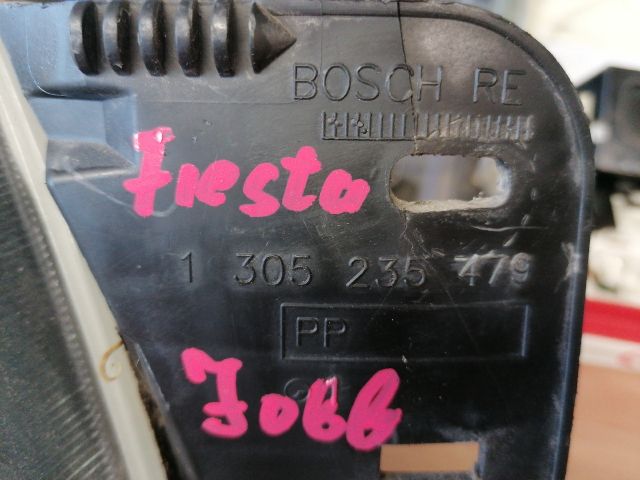 BOSCH RE
Fiesta
1 305 235 479
PP
Jobb